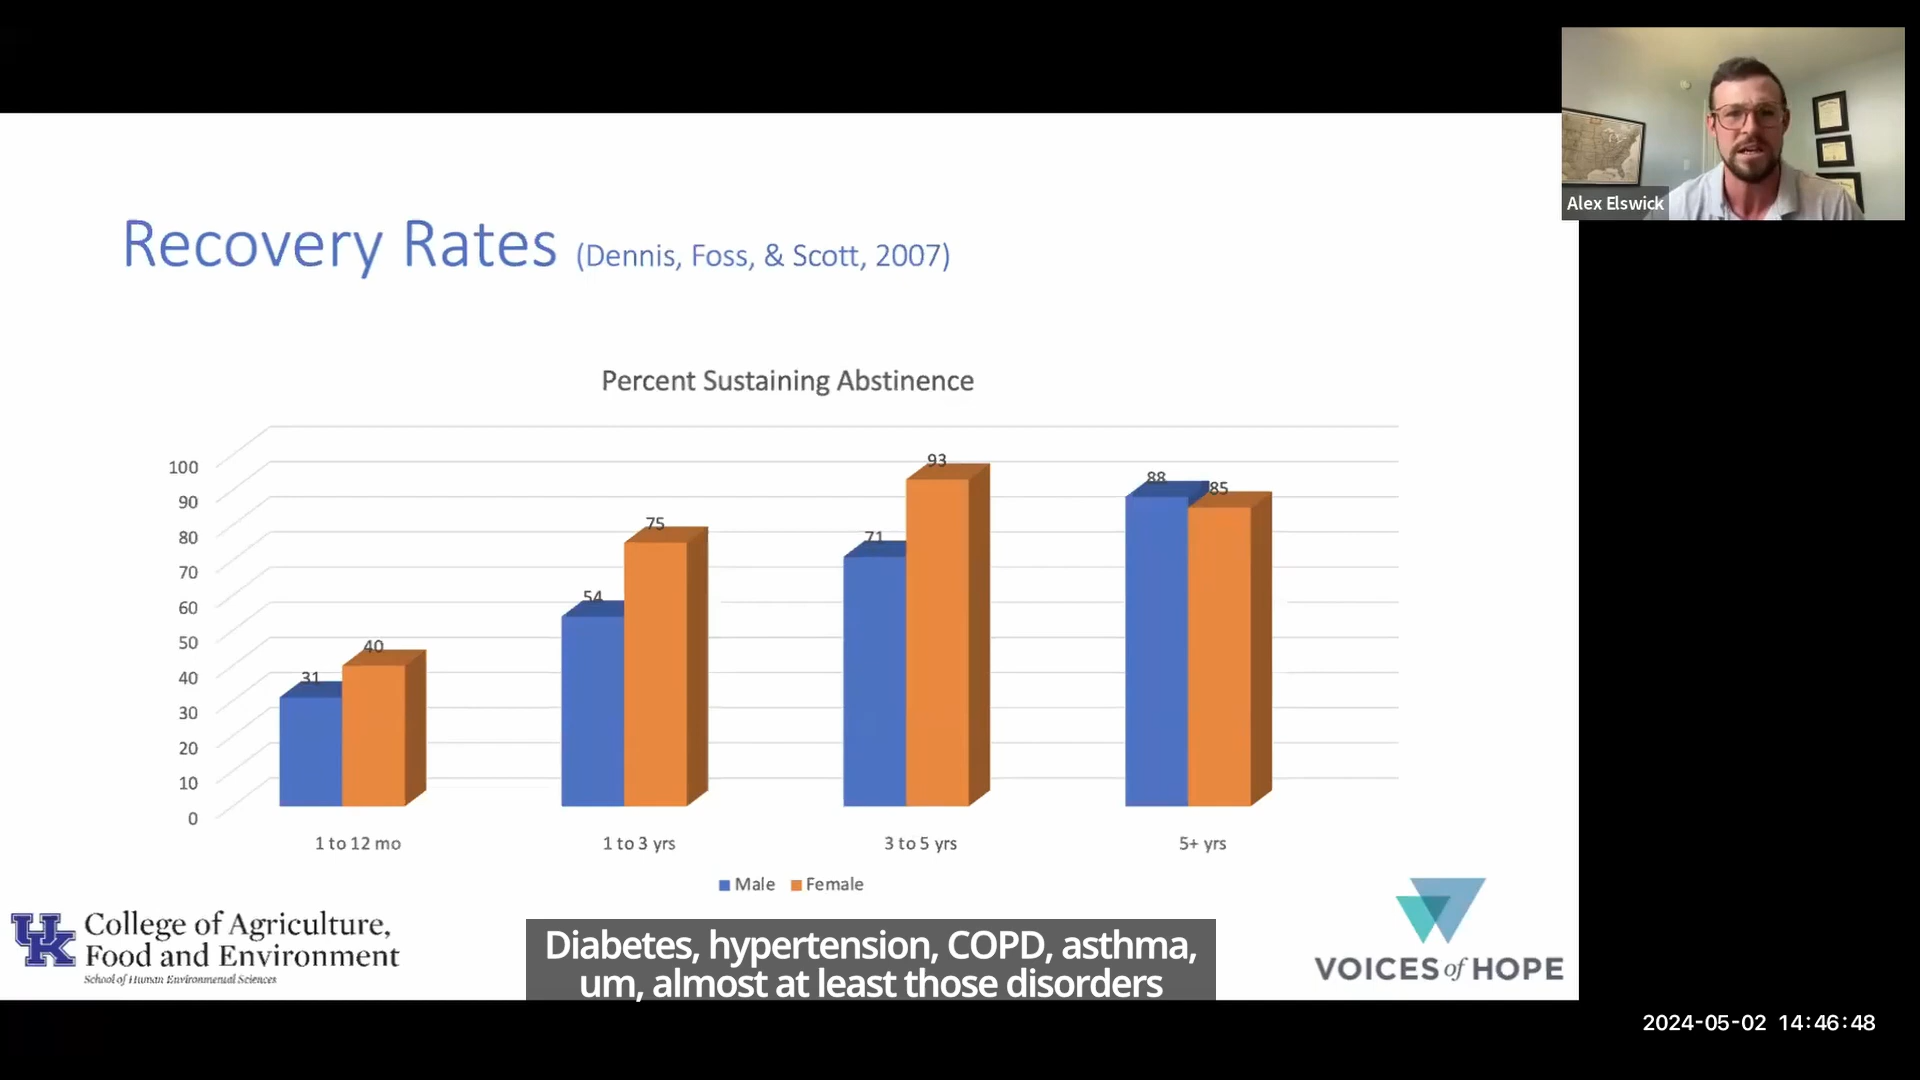 Alex Elswick
Recovery Rates (Dennis, Foss, & Scott, 2007)
Percent Sustaining Abstinence
100
90
80
70
60
50
40
30
20
10
0
31
40
54
75
71
93
88
85
1 to 12 mo
1 to 3 yrs
3 to 5 yrs
5+ yrs
Male Female
UK
College of Agriculture,
Food and Environment
School of Human Environmental Sciences
Diabetes, hypertension, COPD, asthma,
um, almost at least those disorders
VOICES of HOPE
2024-05-02 14:46:48